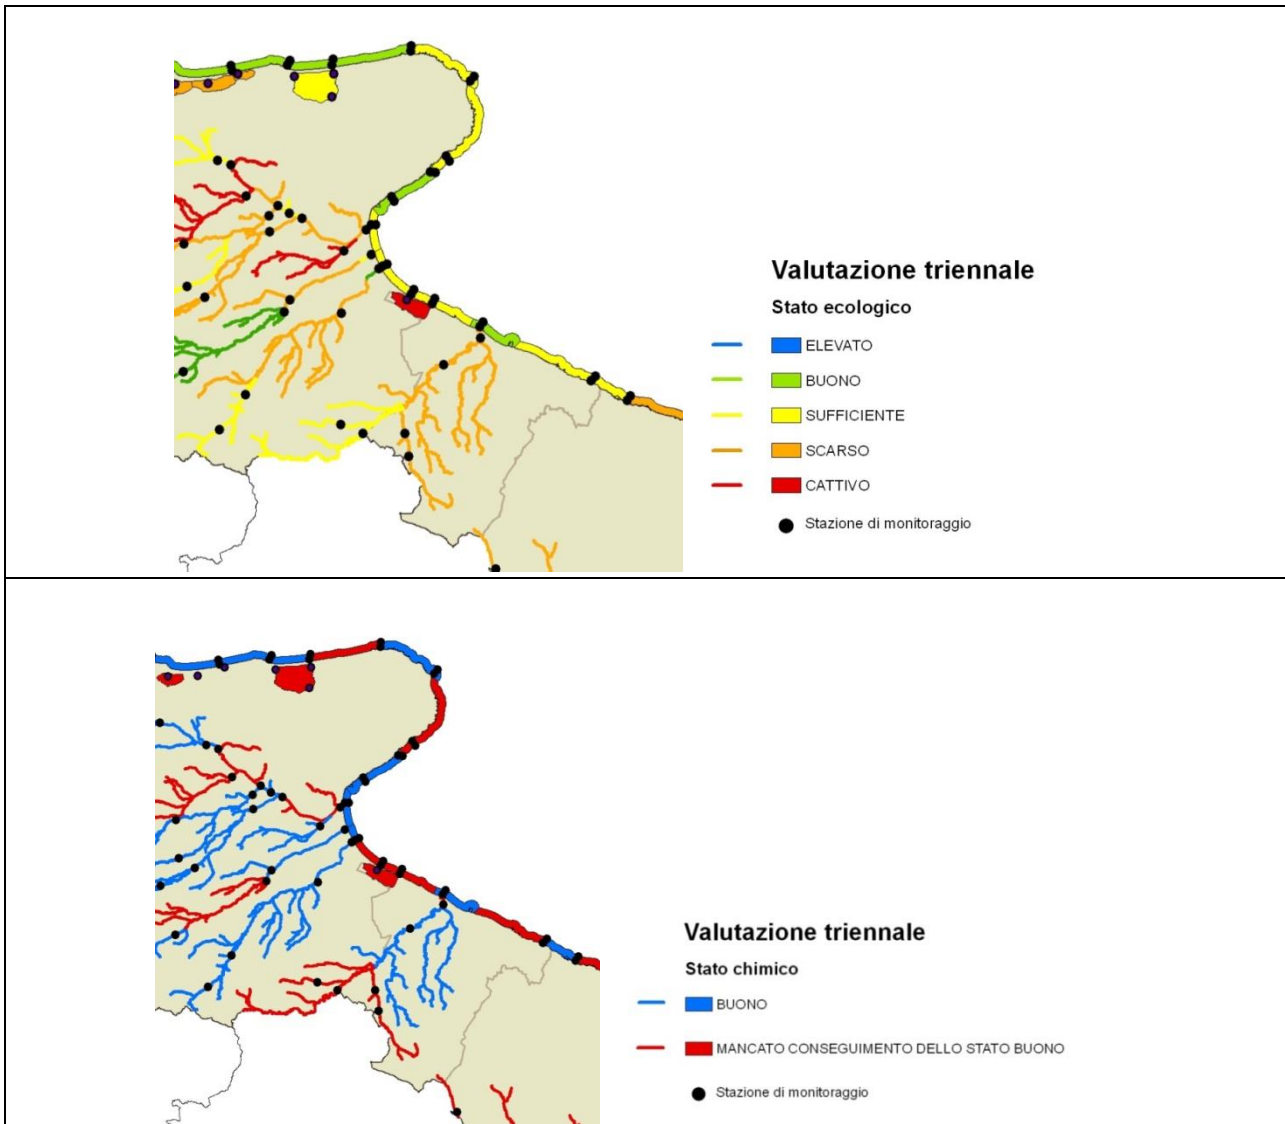 Valutazione triennale
Stato ecologico
ELEVATO
BUONO
SUFFICIENTE
SCARSO
CATTIVO
Stazione di monitoraggio
Valutazione triennale
Stato chimico
BUONO
MANCATO CONSEGUIMENTO DELLO STATO BUONO
Stazione di monitoraggio